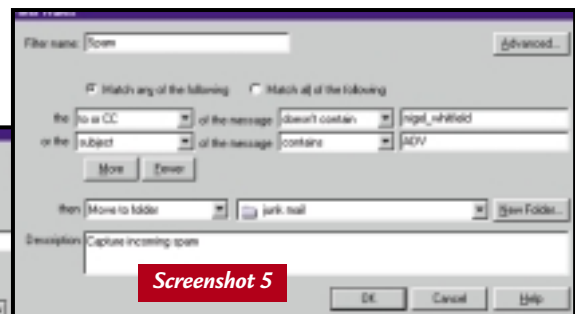 Filter name: Spam
Advanced...
Match any of the following Match all of the following
the to or CC of the message doesn't contain nigel_whitfield
or the subject of the message contains ADV
More Fewer
then Move to folder junk mail New Folder...
Description Capture incoming spam
Screenshot 5
OK Cancel Help